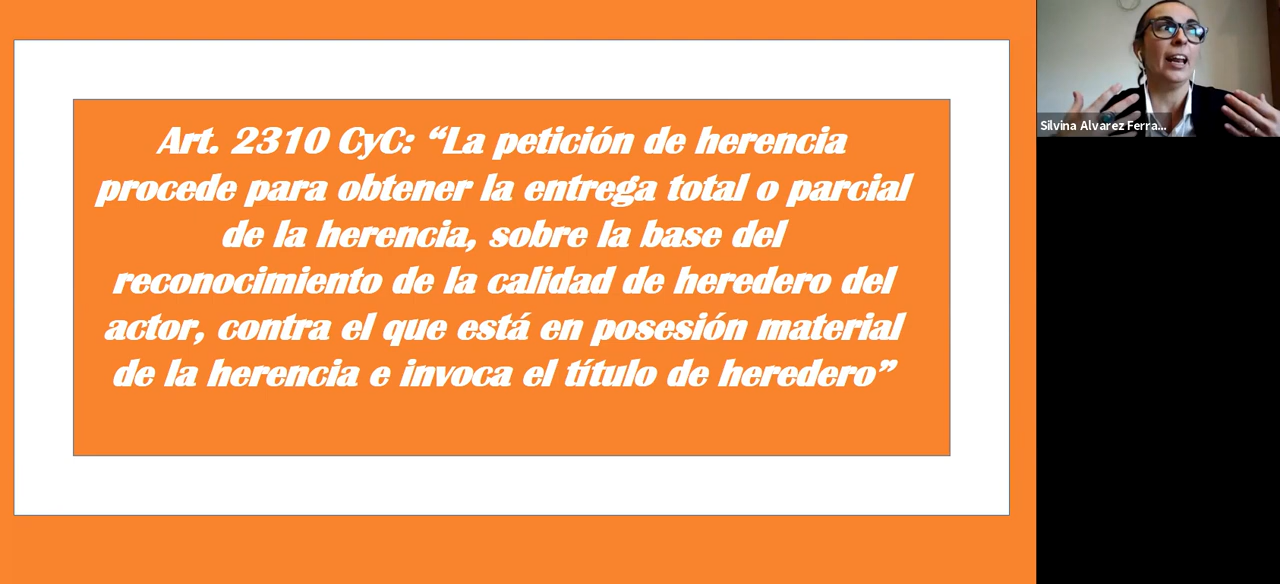 Art. 2310 CyC: “La petición de herencia
procede para obtener la entrega total o parcial
de la herencia, sobre la base del
reconocimiento de la calidad de heredero del
actor, contra el que está en posesión material
de la herencia e invoca el título de heredero”
Silvina Alvarez Ferra...